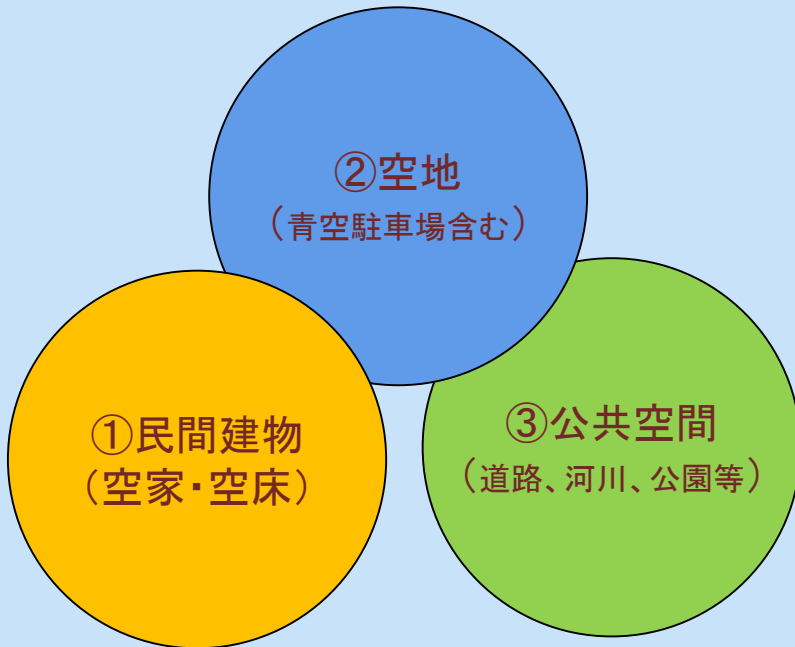 ②空地
（青空駐車場含む）
①民間建物
（空家・空床）
③公共空間
（道路、河川、公園等）